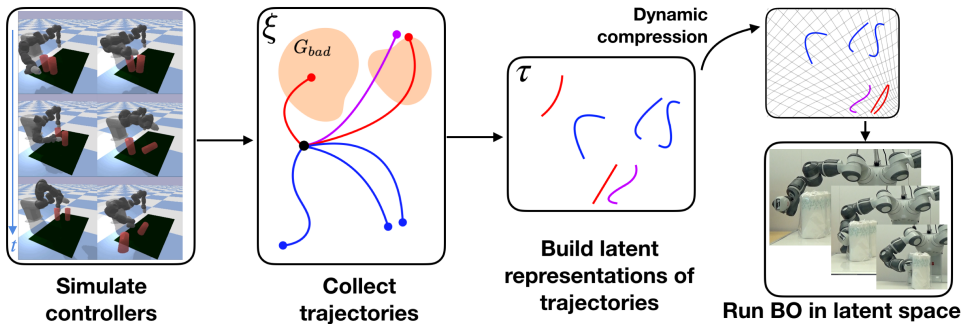 t
Simulate
controllers
ξ
G_bad
Collect
trajectories
τ
Build latent
representations of
trajectories
Dynamic
compression
Run BO in latent space